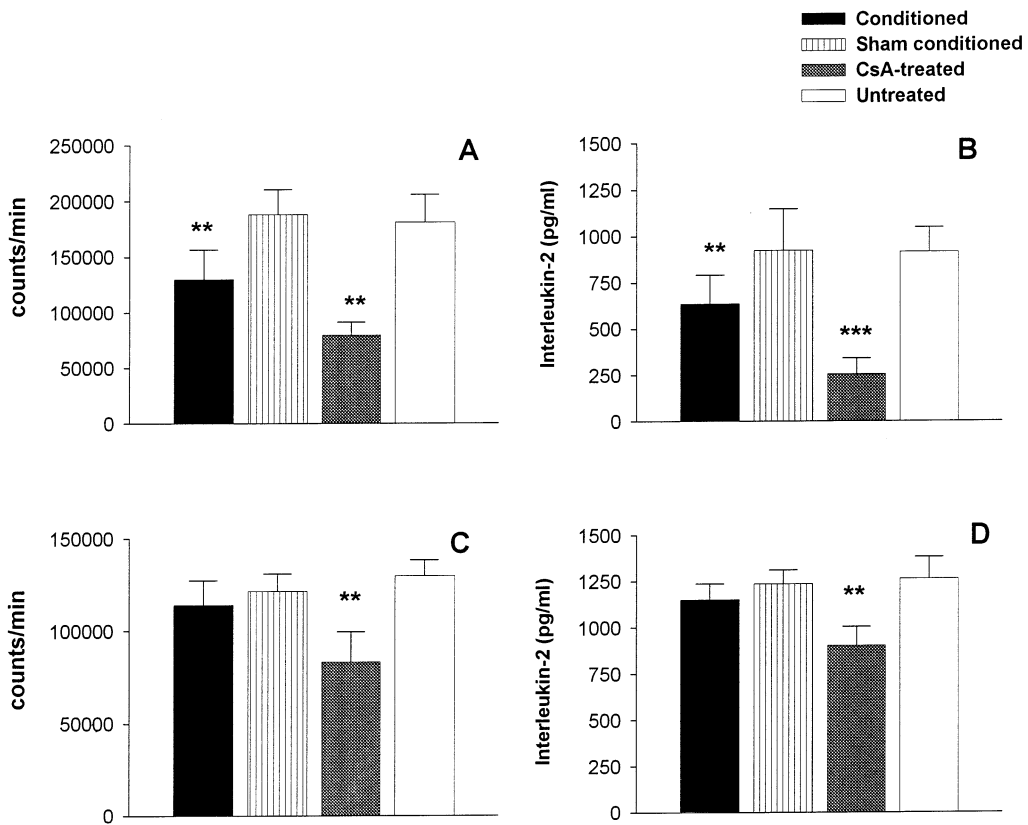 Conditioned
Sham conditioned
CsA-treated
Untreated
A
counts/min
250000
200000
150000
100000
50000
0
**
**
B
Interleukin-2 (pg/ml)
1500
1250
1000
750
500
250
0
**
***
C
counts/min
150000
100000
50000
0
**
D
Interleukin-2 (pg/ml)
1500
1250
1000
750
500
250
0
**